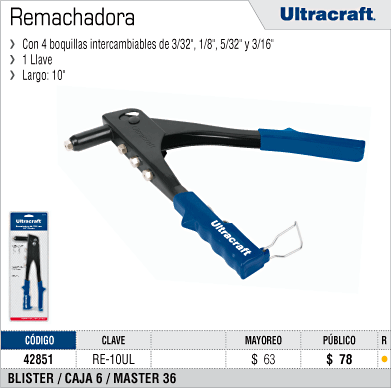 Remachadora
Ultracraft
Con 4 boquillas intercambiables de 3/32", 1/8", 5/32" y 3/16"
1 Llave
Largo: 10"
Ultracraft
Ultracraft
CÓDIGO CLAVE MAYOREO PÚBLICO R
42851 RE-10UL $ 63 $ 78
BLISTER / CAJA 6 / MASTER 36